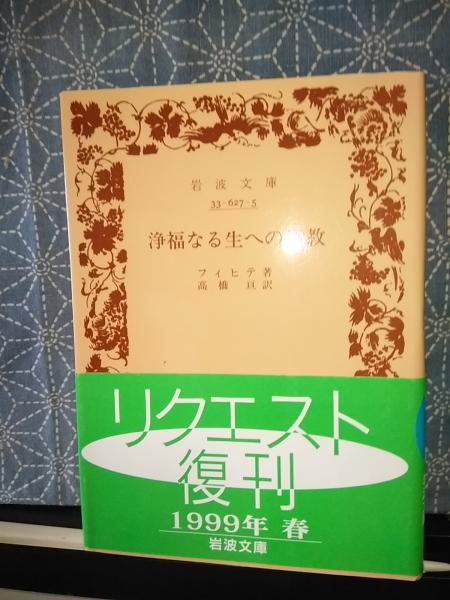 岩波文庫
33-627-5
浄福なる生への 教
フィヒテ著
高橋亘訳
リクエスト
復刊
1999年 春
岩波文庫